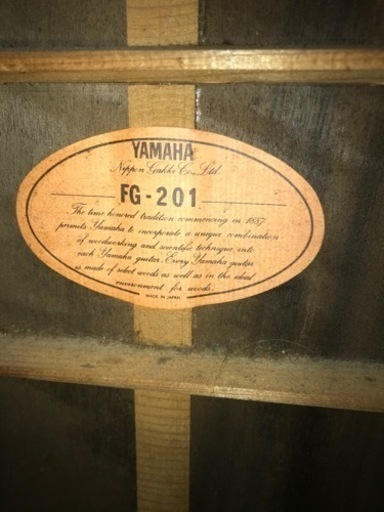 YAMAHA
Nippon Gakki Co. Ltd.
FG-201
The time honored tradition commencing in 1887
permits Yamaha to incorporate a unique combination
of woodworking and scientific technique into
each Yamaha guitar. Every Yamaha guitar
is made of select woods as well as in the ideal
environment for woods.
MADE IN JAPAN